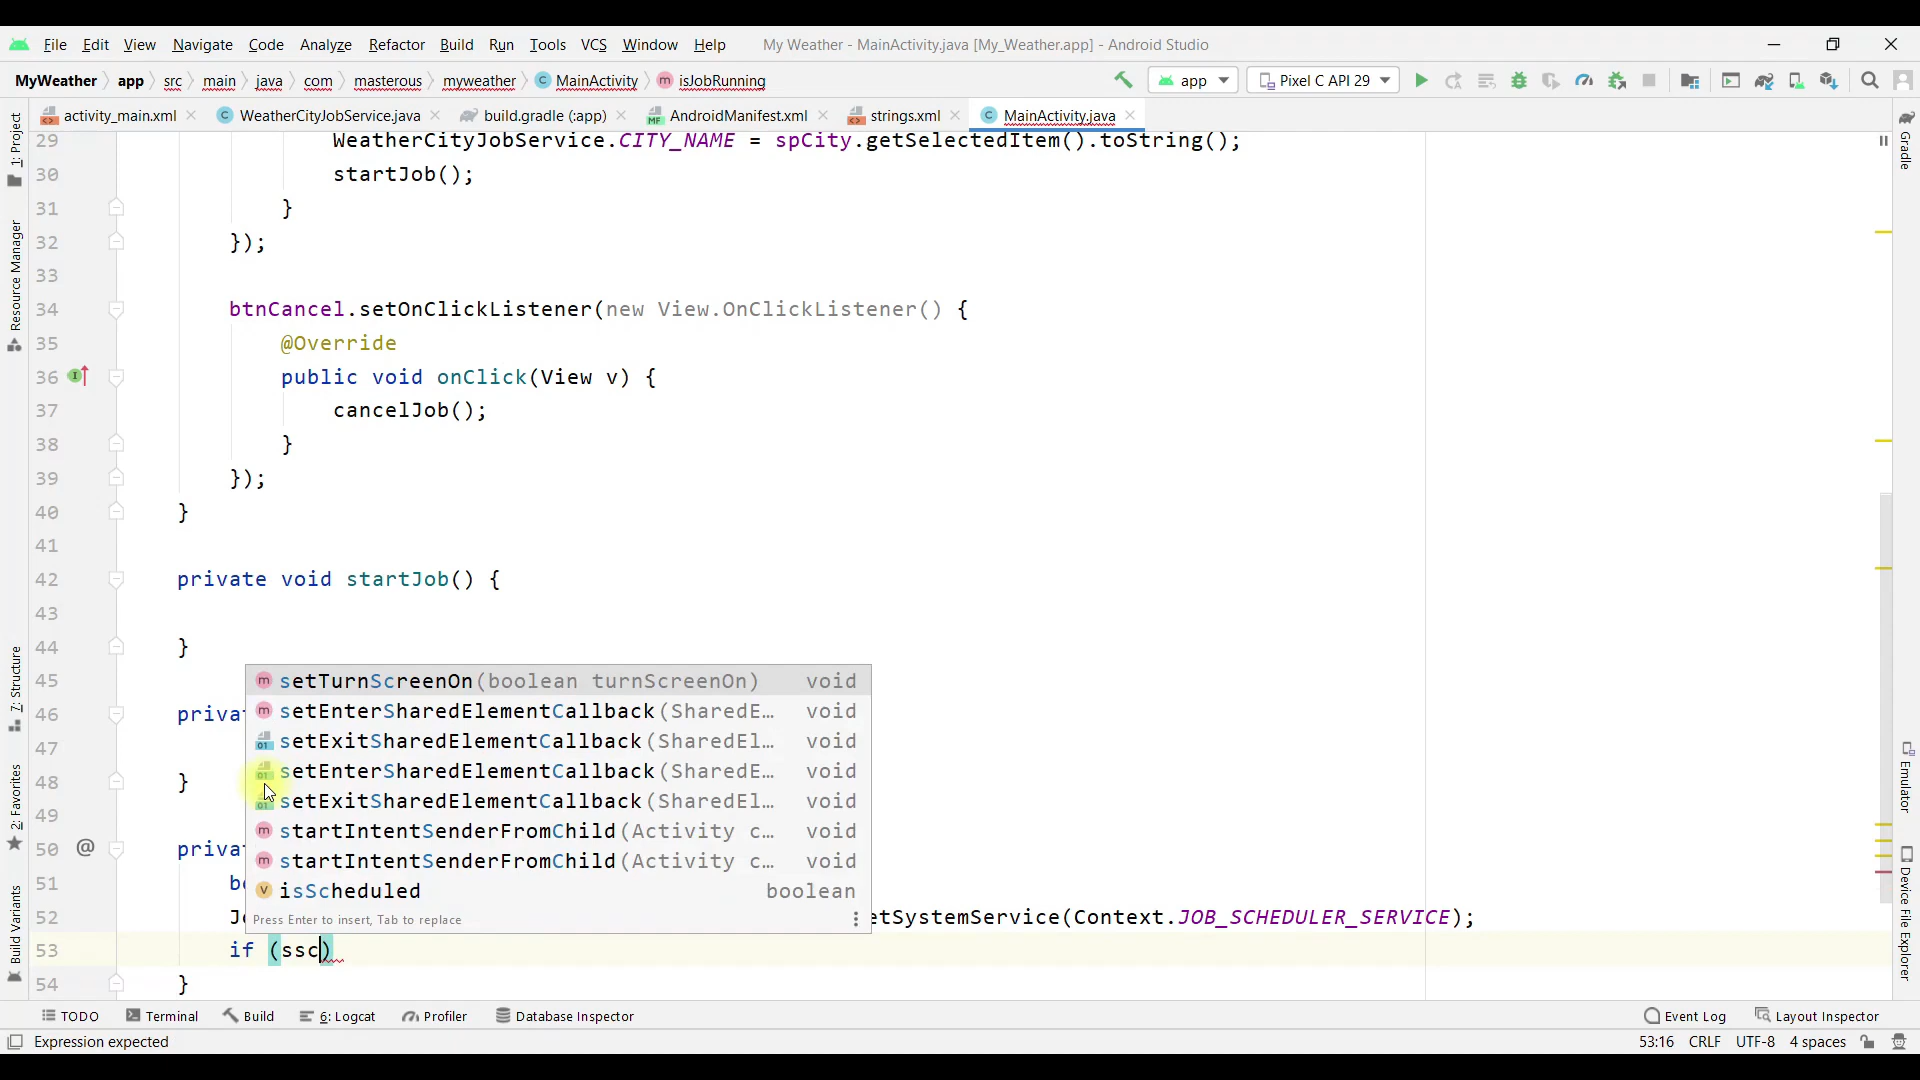 File Edit View Navigate Code Analyze Refactor Build Run Tools VCS Window Help My Weather - MainActivity.java [My_Weather.app] - Android Studio
MyWeather app src main java com masterous myweather MainActivity isJobRunning app Pixel C API 29
activity_main.xml WeatherCityJobService.java build.gradle (:app) AndroidManifest.xml strings.xml MainActivity.java
29 WeatherCityJobService.CITY_NAME = spCity.getSelectedItem().toString();
30 startJob();
31 }
32 });
33
34 btnCancel.setOnClickListener(new View.OnClickListener() {
35 @Override
36 public void onClick(View v) {
37 cancelJob();
38 }
39 });
40 }
41
42 private void startJob() {
43
44 }
45
46 privat
47
48 }
49
50 privat
51 bo
52 Jo etSystemService(Context.JOB_SCHEDULER_SERVICE);
53 if (ssc)
54 }
setTurnScreenOn(boolean turnScreenOn) void
setEnterSharedElementCallback(SharedE… void
setExitSharedElementCallback(SharedEl… void
setEnterSharedElementCallback(SharedE… void
setExitSharedElementCallback(SharedEl… void
startIntentSenderFromChild(Activity c… void
startIntentSenderFromChild(Activity c… void
isScheduled boolean
Press Enter to insert, Tab to replace
1: Project
Resource Manager
7: Structure
2: Favorites
Build Variants
Gradle
Emulator
Device File Explorer
TODO Terminal Build 6: Logcat Profiler Database Inspector Event Log Layout Inspector
Expression expected 53:16 CRLF UTF-8 4 spaces